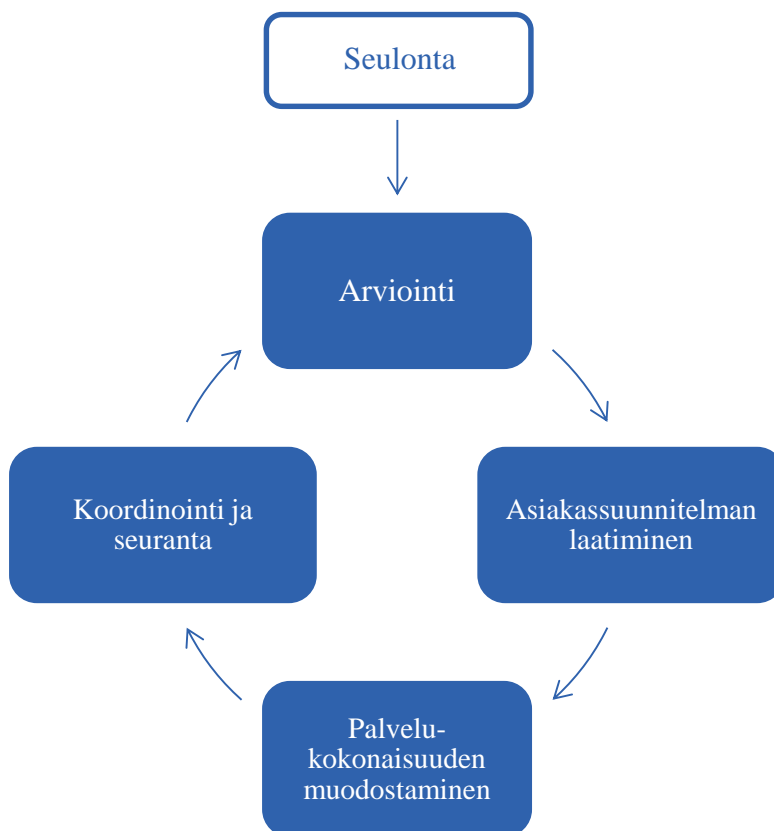 Seulonta
Arviointi
Asiakassuunnitelman
laatiminen
Palvelu-
kokonaisuuden
muodostaminen
Koordinointi ja
seuranta